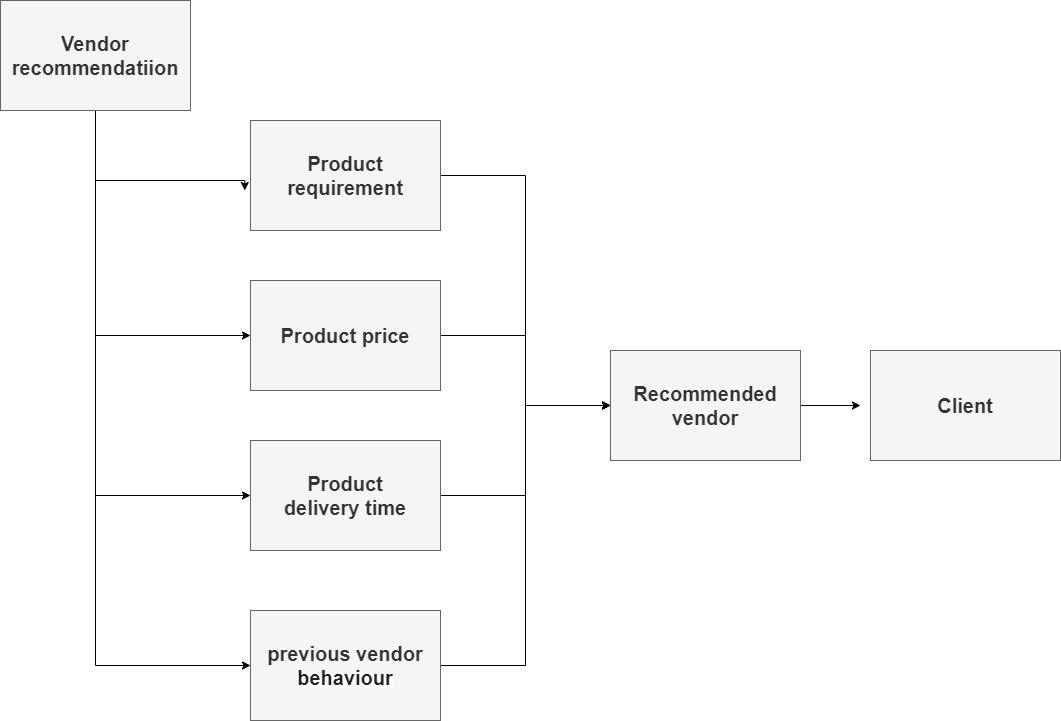 Vendor
recommendatiion
Product
requirement
Product price
Product
delivery time
previous vendor
behaviour
Recommended
vendor
Client